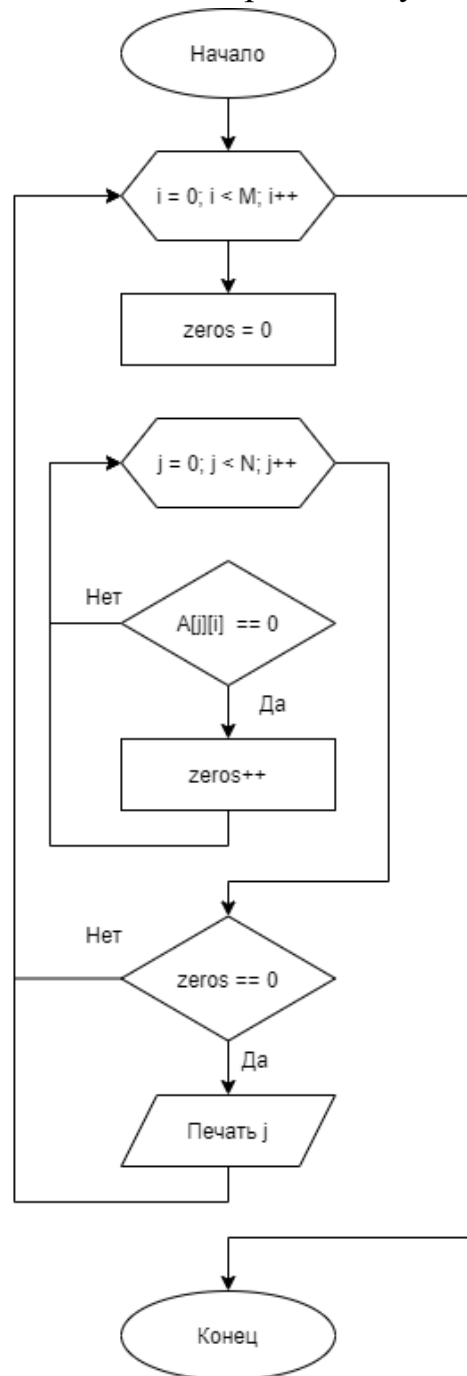 Начало
i = 0; i < M; i++
zeros = 0
j = 0; j < N; j++
Нет
A[j][i] == 0
Да
zeros++
Нет
zeros == 0
Да
Печать j
Конец